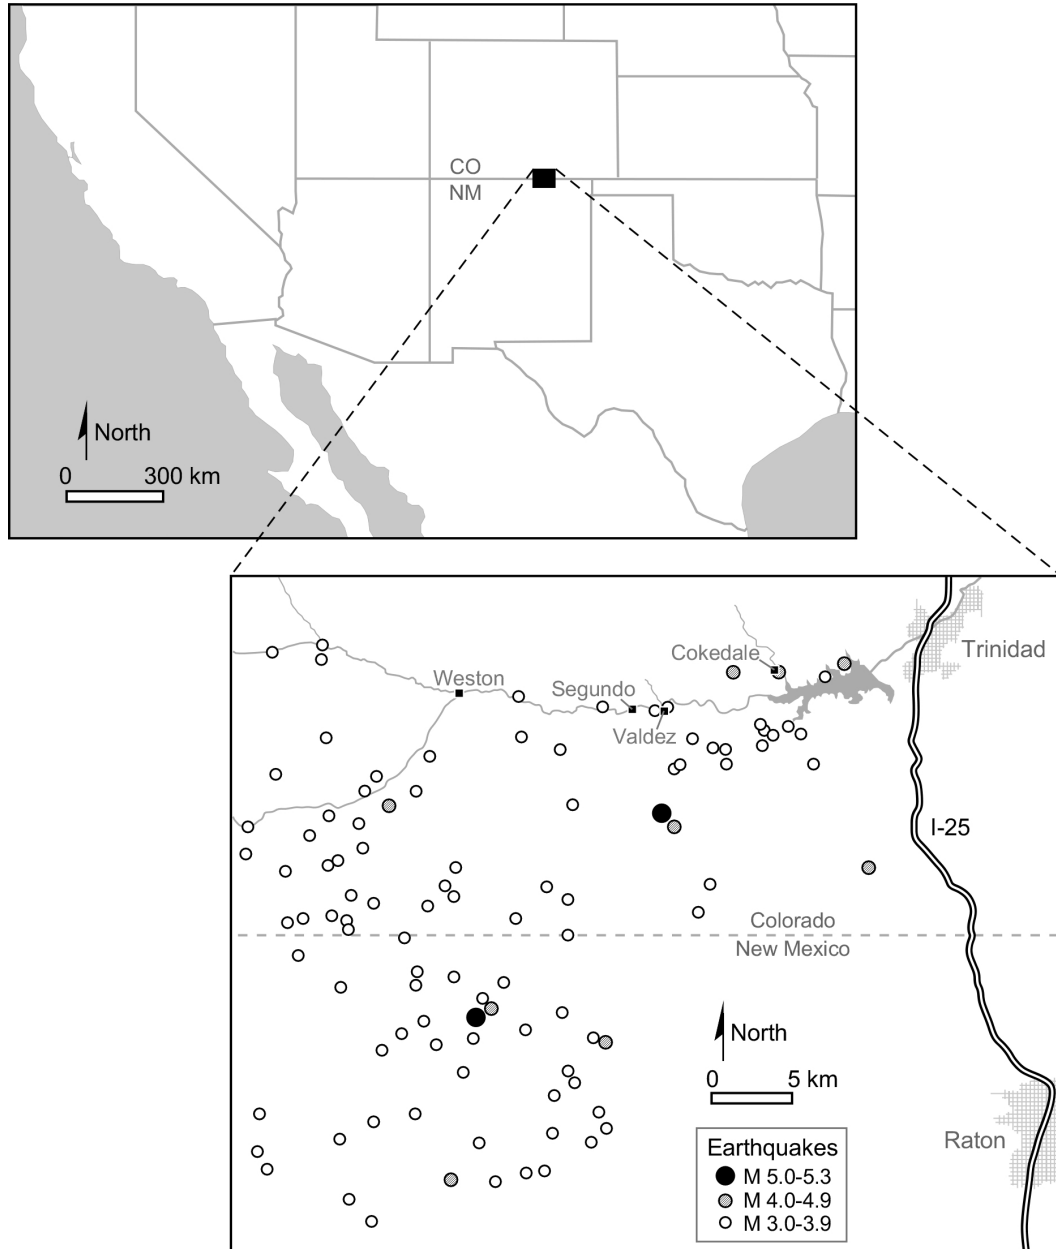 CO
NM
North
0 300 km
Trinidad
Cokedale
Weston
Segundo
Valdez
I-25
Colorado
New Mexico
North
0 5 km
Raton
Earthquakes
M 5.0-5.3
M 4.0-4.9
M 3.0-3.9